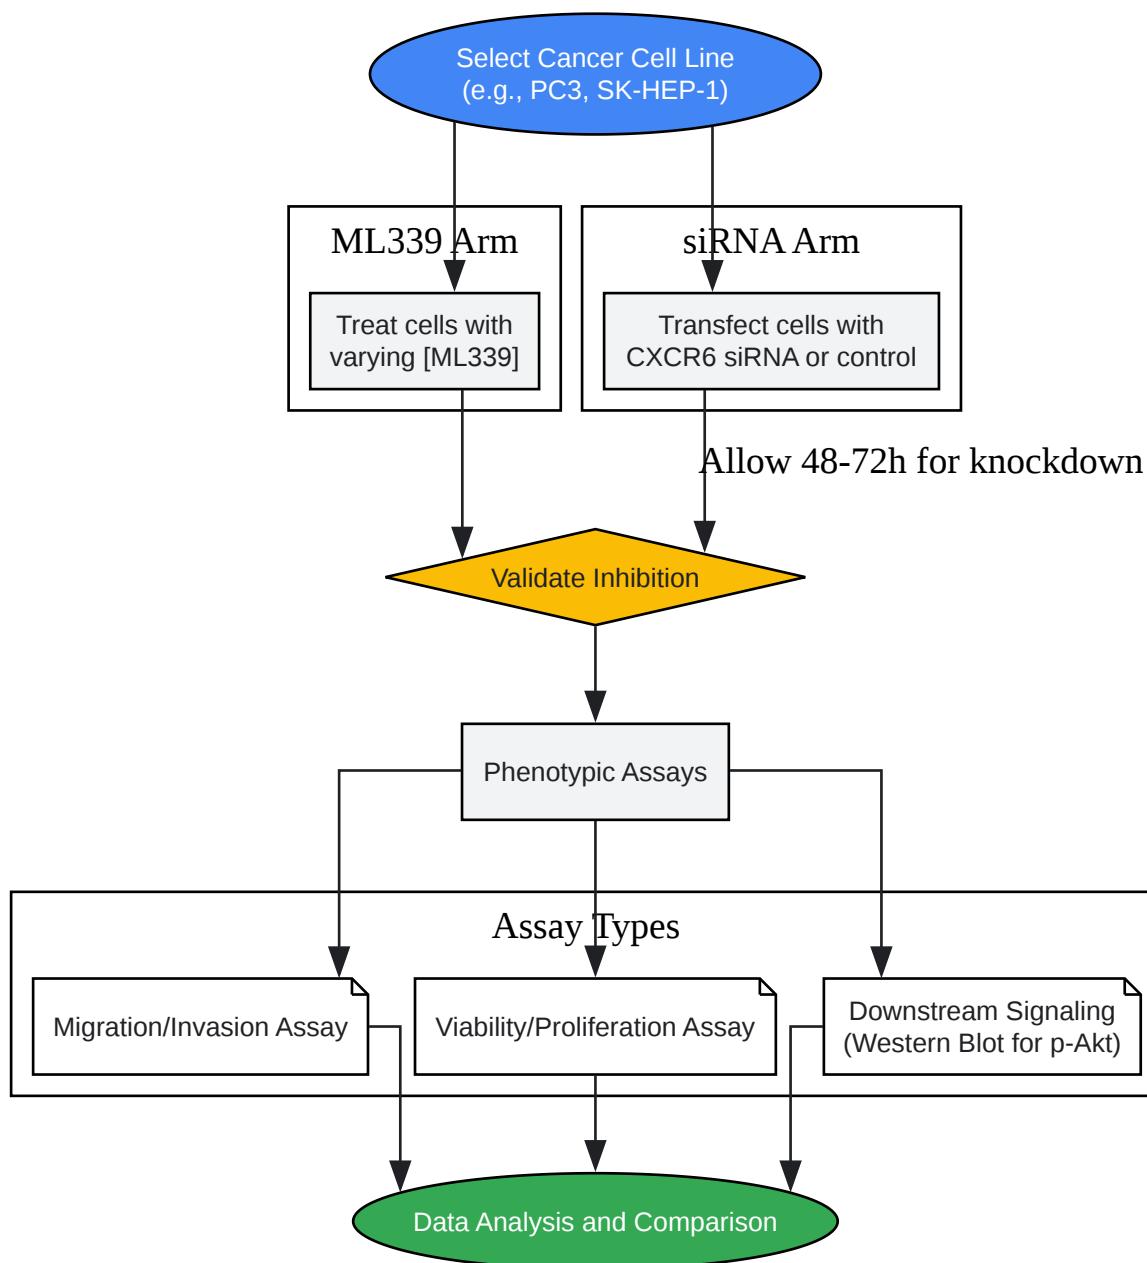 Select Cancer Cell Line
(e.g., PC3, SK-HEP-1)
ML339 Arm
siRNA Arm
Treat cells with
varying [ML339]
Transfect cells with
CXCR6 siRNA or control
Allow 48-72h for knockdown
Validate Inhibition
Phenotypic Assays
Assay Types
Migration/Invasion Assay
Viability/Proliferation Assay
Downstream Signaling
(Western Blot for p-Akt)
Data Analysis and Comparison